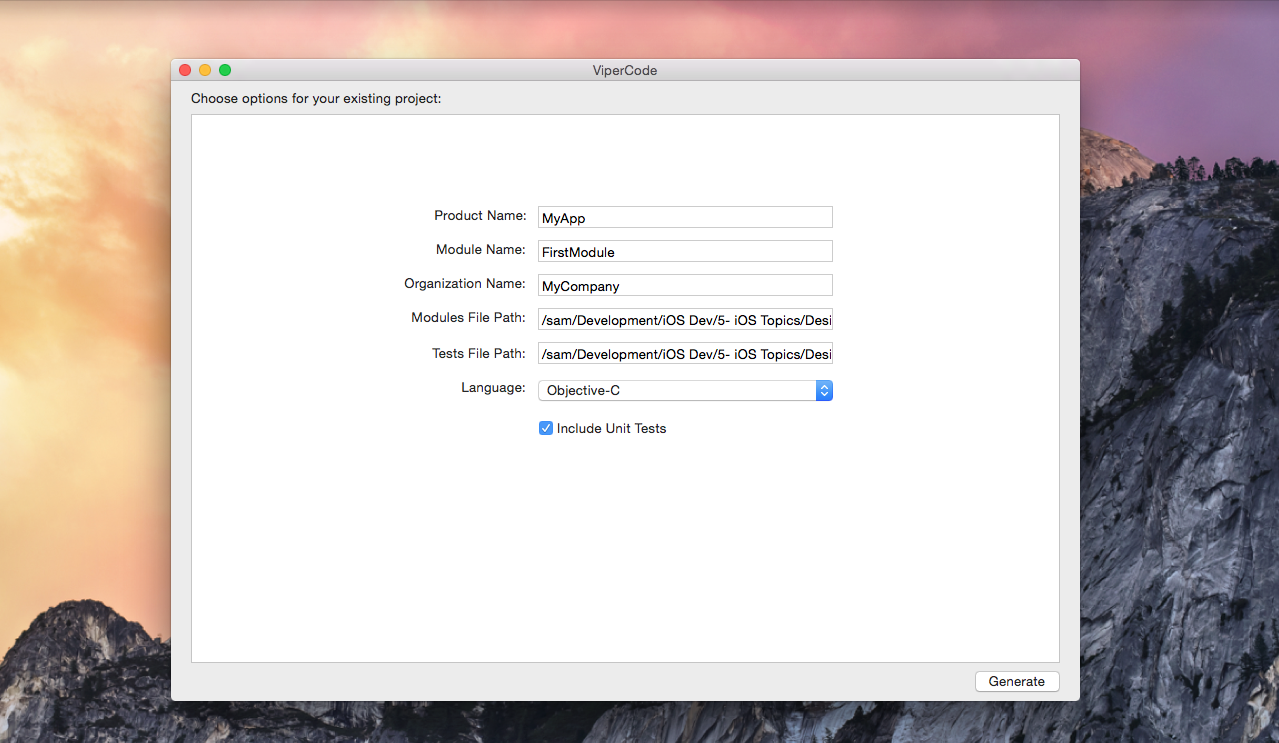 ViperCode
Choose options for your existing project:
Product Name: MyApp
Module Name: FirstModule
Organization Name: MyCompany
Modules File Path: /sam/Development/iOS Dev/5- iOS Topics/Desi
Tests File Path: /sam/Development/iOS Dev/5- iOS Topics/Desi
Language: Objective-C
Include Unit Tests
Generate